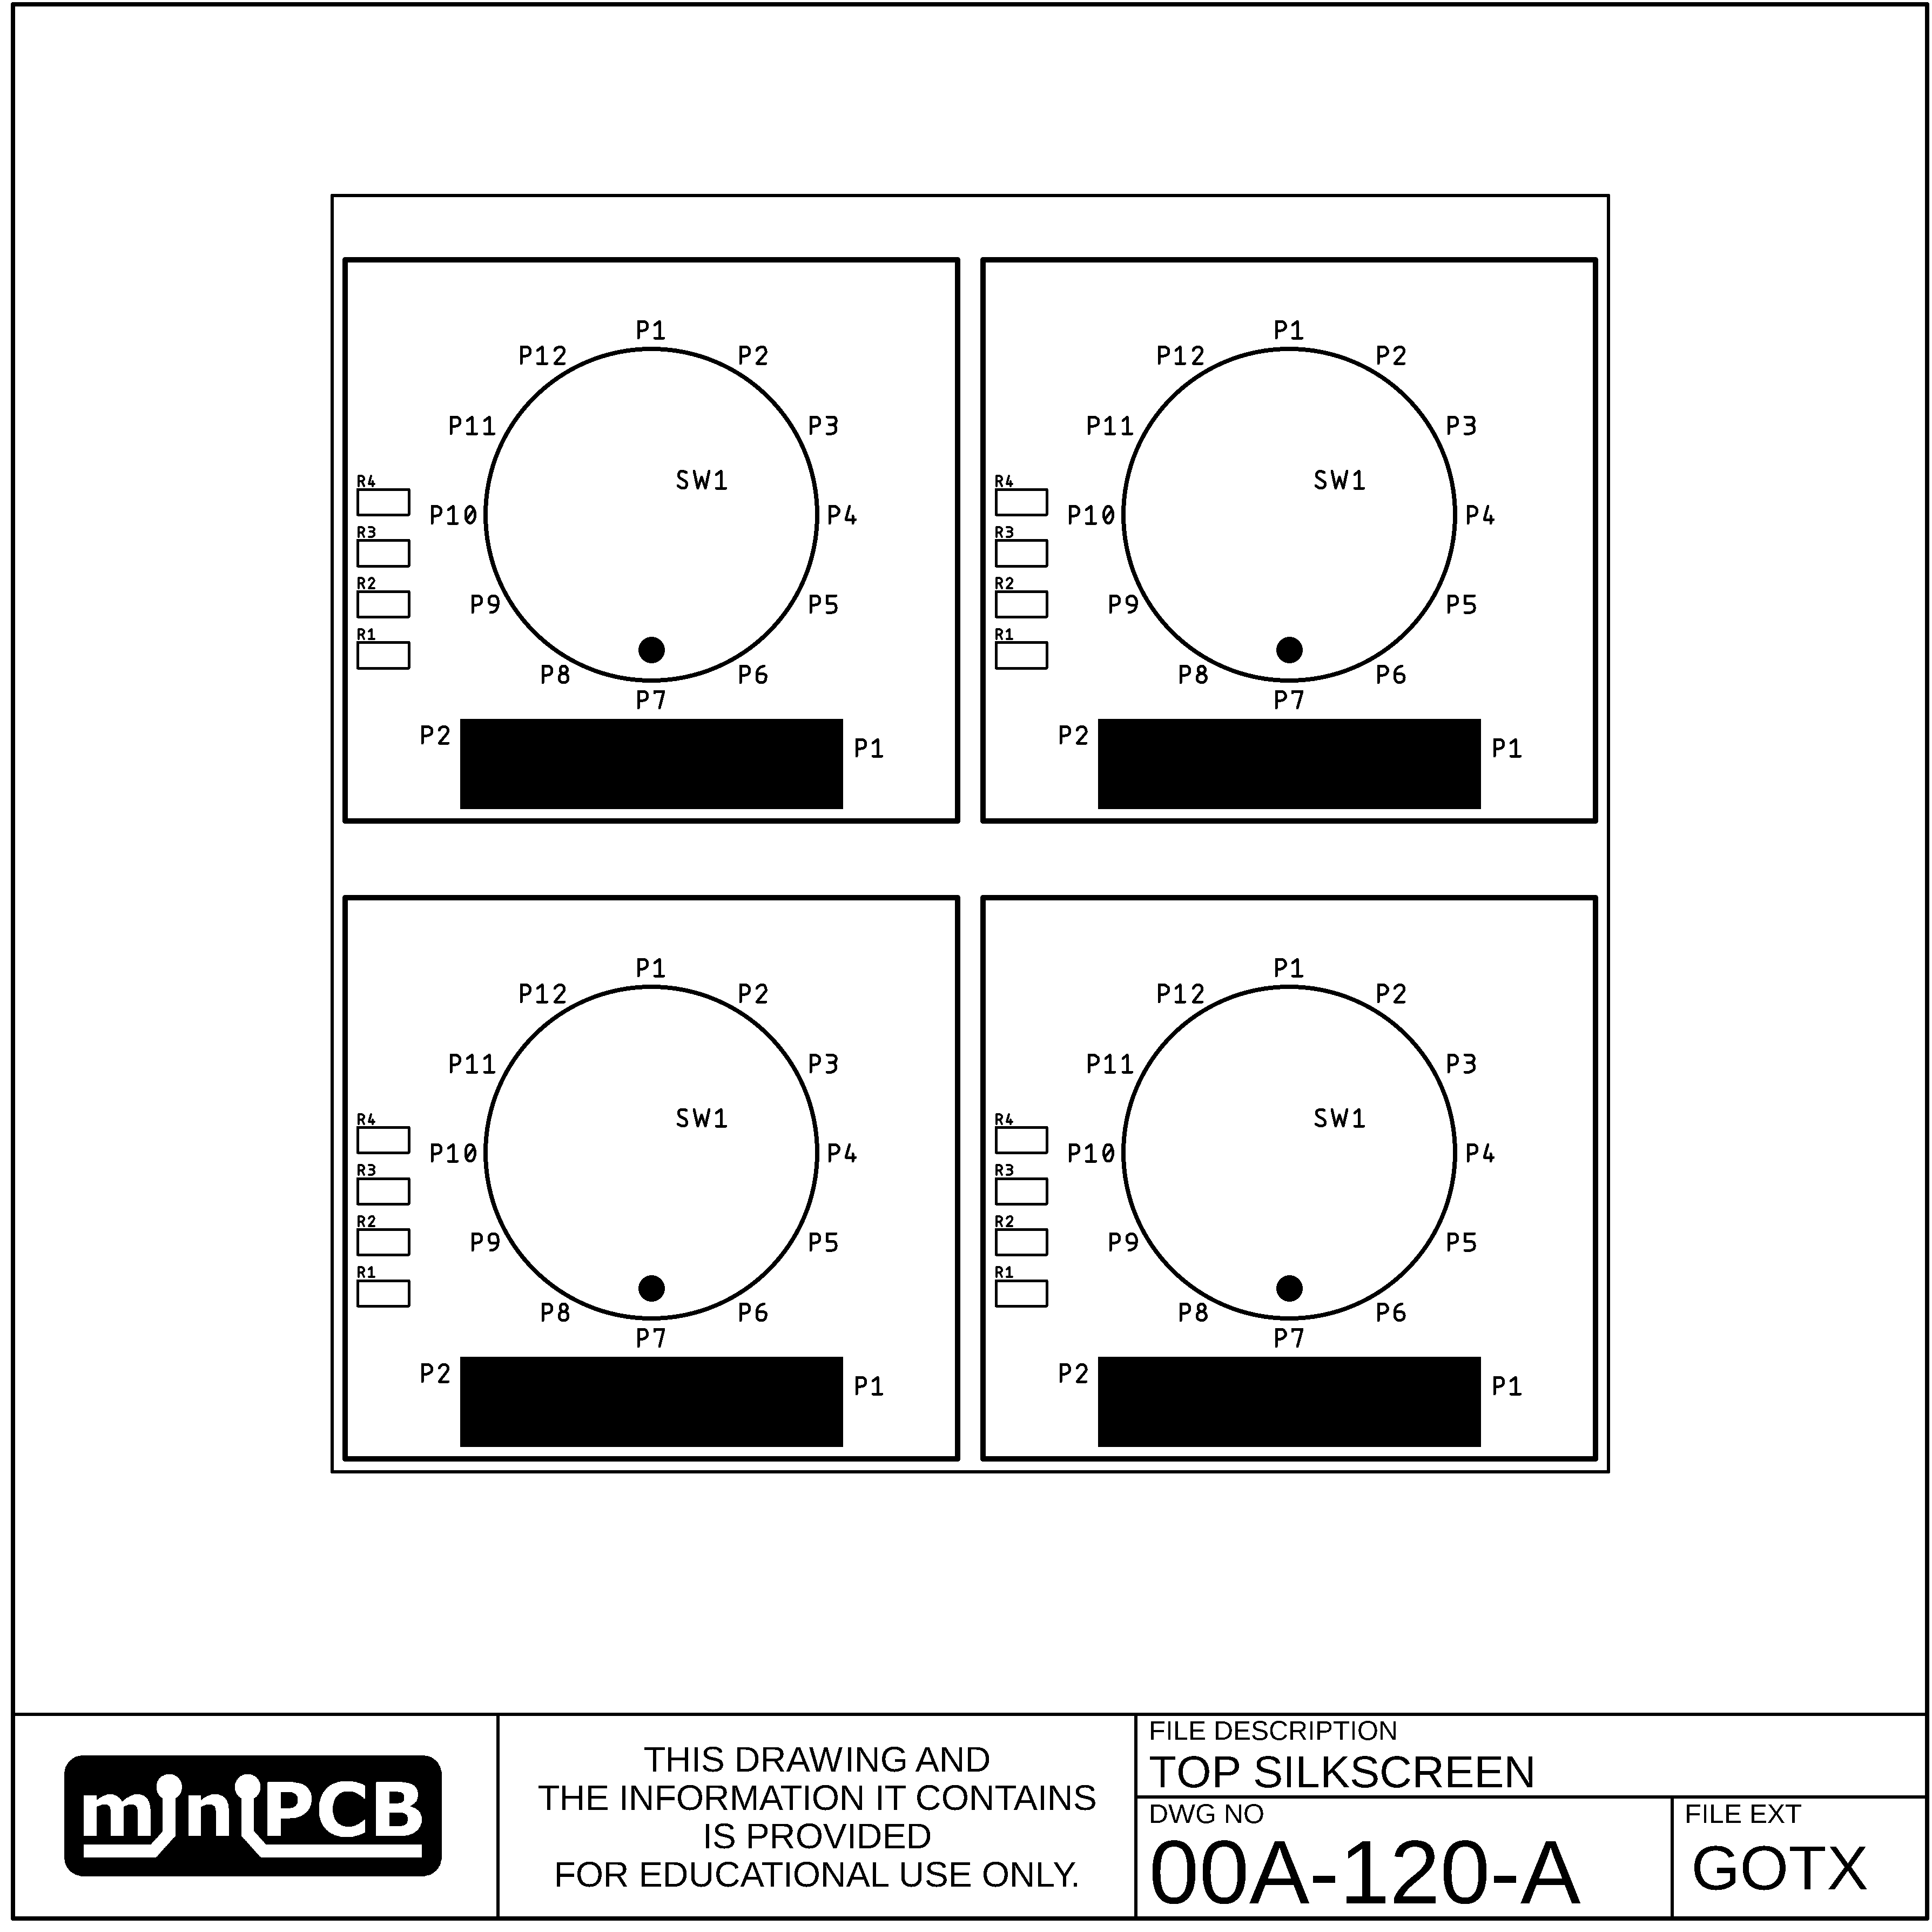 P1 P1
P12 P2 P12 P2
P11 P3 P11 P3
R4 SW1 R4 SW1
P10 P4 P10 P4
R3 R3
R2 P9 P5 R2 P9 P5
R1 R1
P8 P6 P8 P6
P7 P7
P2 P1 P2 P1
P1 P1
P12 P2 P12 P2
P11 P3 P11 P3
R4 SW1 R4 SW1
P10 P4 P10 P4
R3 R3
R2 P9 P5 R2 P9 P5
R1 R1
P8 P6 P8 P6
P7 P7
P2 P1 P2 P1
miniPCB
THIS DRAWING AND
THE INFORMATION IT CONTAINS
IS PROVIDED
FOR EDUCATIONAL USE ONLY.
FILE DESCRIPTION
TOP SILKSCREEN
DWG NO
00A-120-A
FILE EXT
GOTX